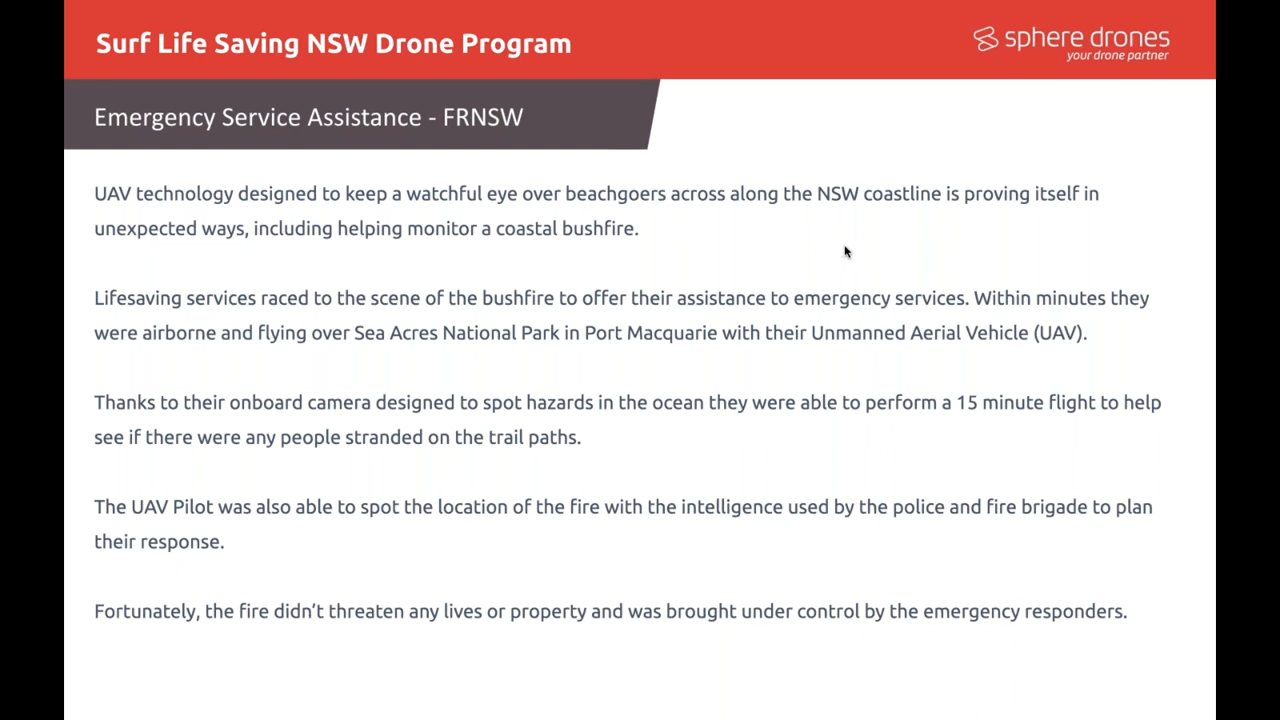 Surf Life Saving NSW Drone Program
sphere drones
your drone partner
Emergency Service Assistance - FRNSW
UAV technology designed to keep a watchful eye over beachgoers across along the NSW coastline is proving itself in
unexpected ways, including helping monitor a coastal bushfire.
Lifesaving services raced to the scene of the bushfire to offer their assistance to emergency services. Within minutes they
were airborne and flying over Sea Acres National Park in Port Macquarie with their Unmanned Aerial Vehicle (UAV).
Thanks to their onboard camera designed to spot hazards in the ocean they were able to perform a 15 minute flight to help
see if there were any people stranded on the trail paths.
The UAV Pilot was also able to spot the location of the fire with the intelligence used by the police and fire brigade to plan
their response.
Fortunately, the fire didn’t threaten any lives or property and was brought under control by the emergency responders.